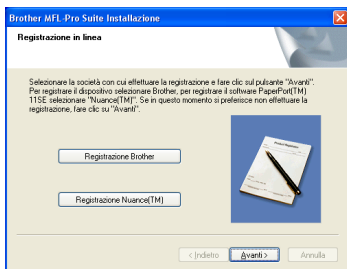 Brother MFL-Pro Suite Installazione
Registrazione in linea
Selezionare la società con cui effettuare la registrazione e fare clic sul pulsante "Avanti".
Per registrare il dispositivo selezionare Brother, per registrare il software PaperPort(TM)
11SE selezionare "Nuance(TM)". Se in questo momento si preferisce non effettuare la
registrazione, fare clic su "Avanti".
Product Registration
Registrazione Brother
Registrazione Nuance(TM)
< Indietro
Avanti >
Annulla